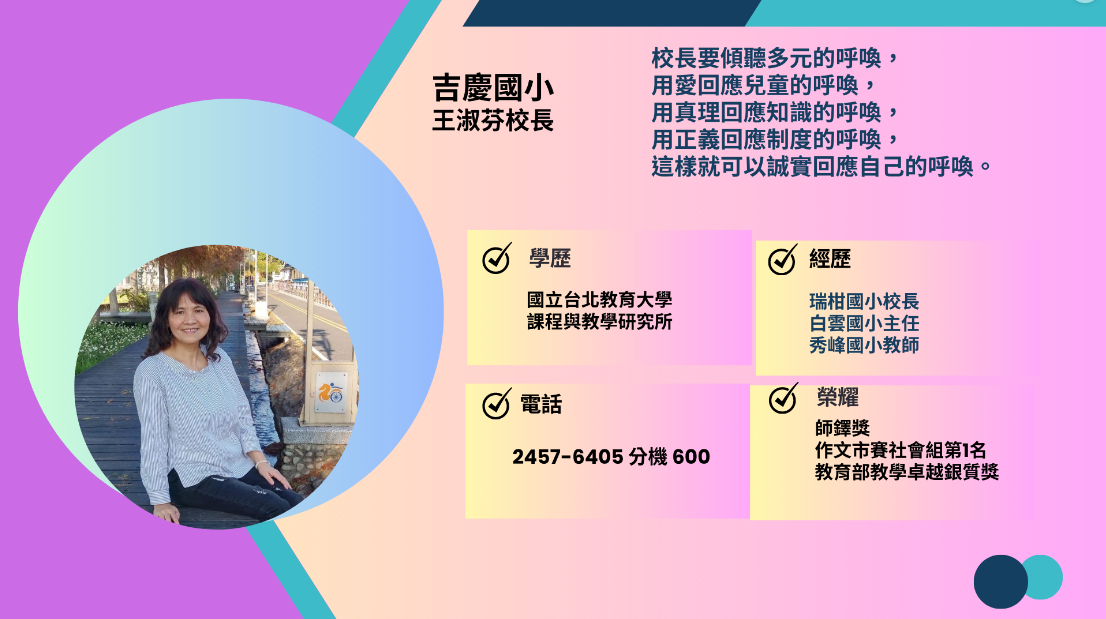 吉慶國小
王淑芬校長
校長要傾聽多元的呼喚，
用愛回應兒童的呼喚，
用真理回應知識的呼喚，
用正義回應制度的呼喚，
這樣就可以誠實回應自己的呼喚。
學歷
國立台北教育大學
課程與教學研究所
經歷
瑞柑國小校長
白雲國小主任
秀峰國小教師
電話
2457-6405 分機 600
榮耀
師鐸獎
作文市賽社會組第1名
教育部教學卓越銀質獎